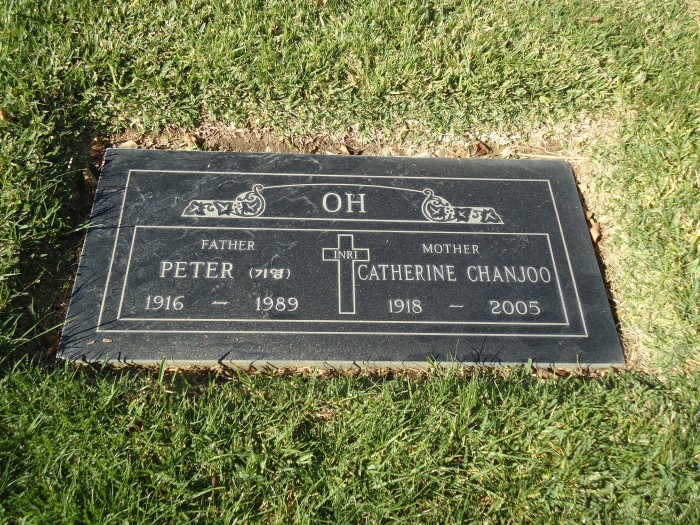 OH
FATHER
PETER (기영)
1916 – 1989
INRI
MOTHER
CATHERINE CHANJOO
1918 – 2005